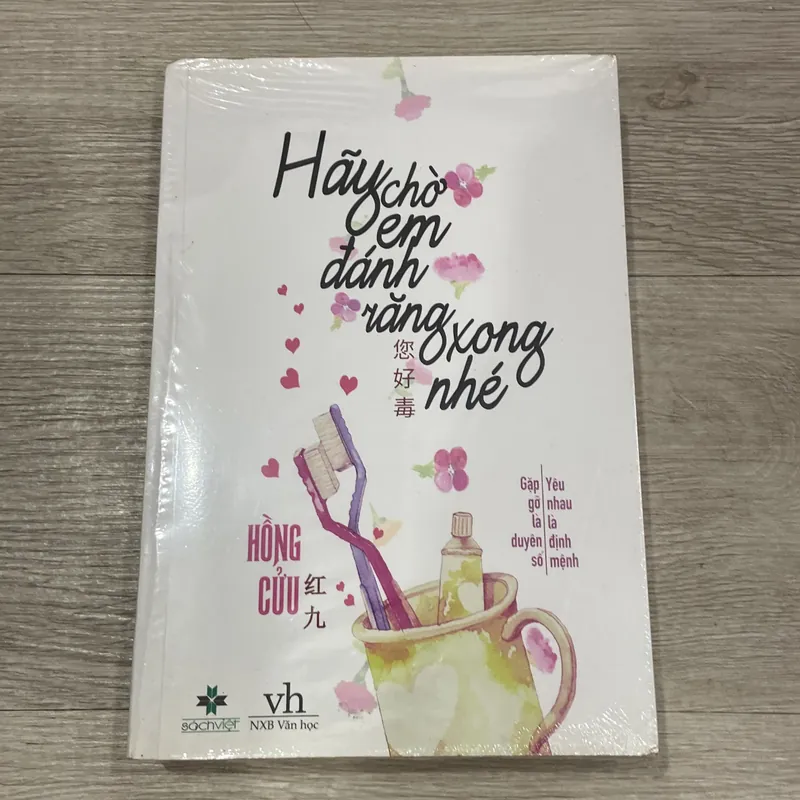 Hãy chờ
em
đánh
răng xong
nhé
您好毒
HỒNG
CỬU
红九
Gặp
gỡ
là
duyên
số
Yêu
nhau
là
định
mệnh
sáchviệt
vh
NXB Văn học